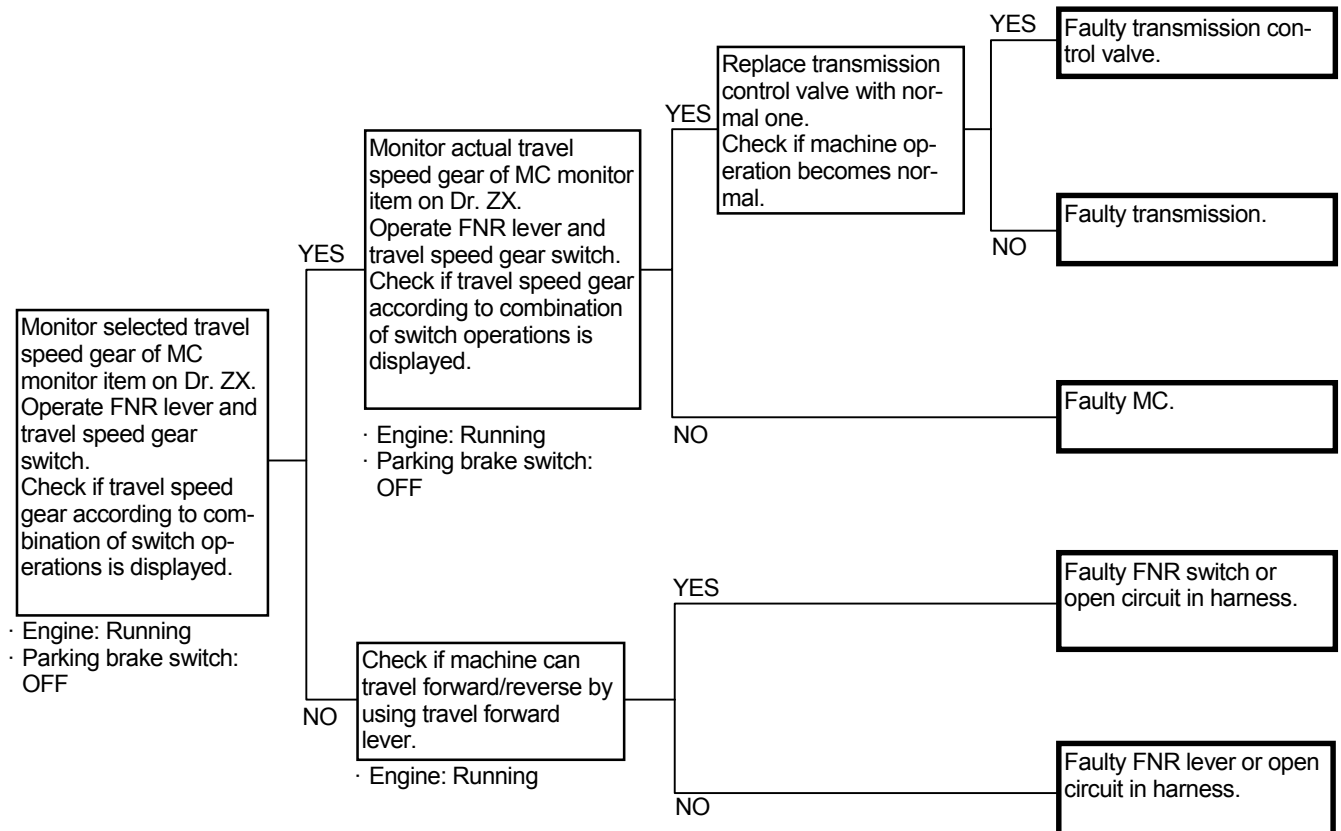 Monitor selected travel
speed gear of MC
monitor item on Dr. ZX.
Operate FNR lever and
travel speed gear
switch.
Check if travel speed
gear according to com-
bination of switch op-
erations is displayed.
· Engine: Running
· Parking brake switch:
OFF
YES
Monitor actual travel
speed gear of MC monitor
item on Dr. ZX.
Operate FNR lever and
travel speed gear switch.
Check if travel speed gear
according to combination
of switch operations is
displayed.
· Engine: Running
· Parking brake switch:
OFF
YES
Replace transmission
control valve with nor-
mal one.
Check if machine op-
eration becomes nor-
mal.
YES
Faulty transmission con-
trol valve.
NO
Faulty transmission.
NO
Faulty MC.
NO
Check if machine can
travel forward/reverse by
using travel forward
lever.
· Engine: Running
YES
Faulty FNR switch or
open circuit in harness.
NO
Faulty FNR lever or open
circuit in harness.